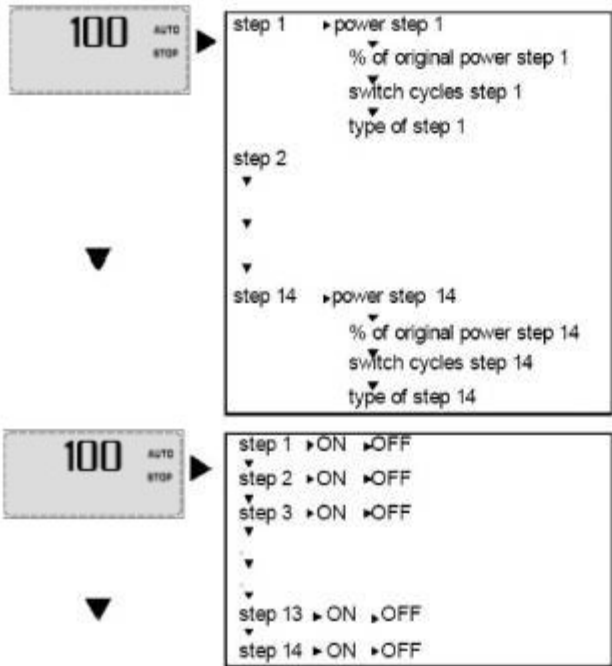 100 AUTO
STOP
step 1 ▸power step 1
% of original power step 1
switch cycles step 1
type of step 1
step 2
step 14 ▸power step 14
% of original power step 14
switch cycles step 14
type of step 14
100 AUTO
STOP
step 1 ▸ON ▸OFF
step 2 ▸ON ▸OFF
step 3 ▸ON ▸OFF
step 13 ▸ON ▸OFF
step 14 ▸ON ▸OFF